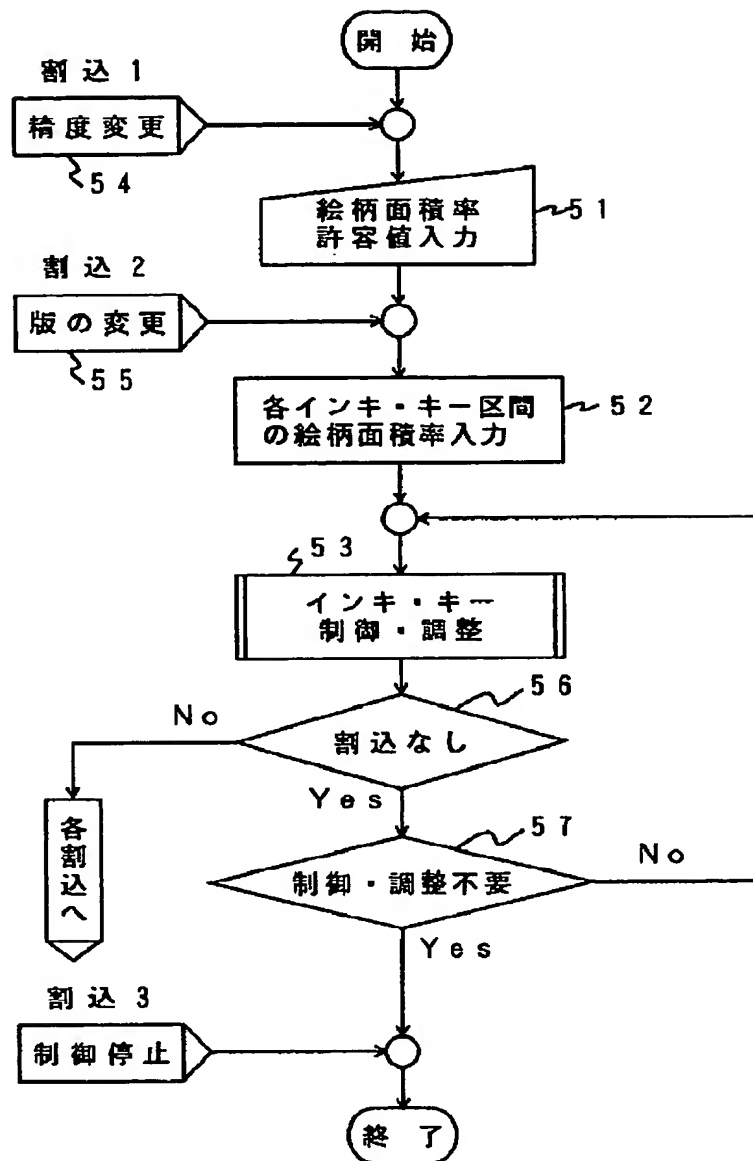 開始
割込1
精度変更
54
絵柄面積率
許容値入力
51
割込2
版の変更
55
各インキ・キー区間
の絵柄面積率入力
52
53
インキ・キー
制御・調整
56
No
割込なし
Yes
各割込へ
57
制御・調整不要
No
Yes
割込3
制御停止
終了